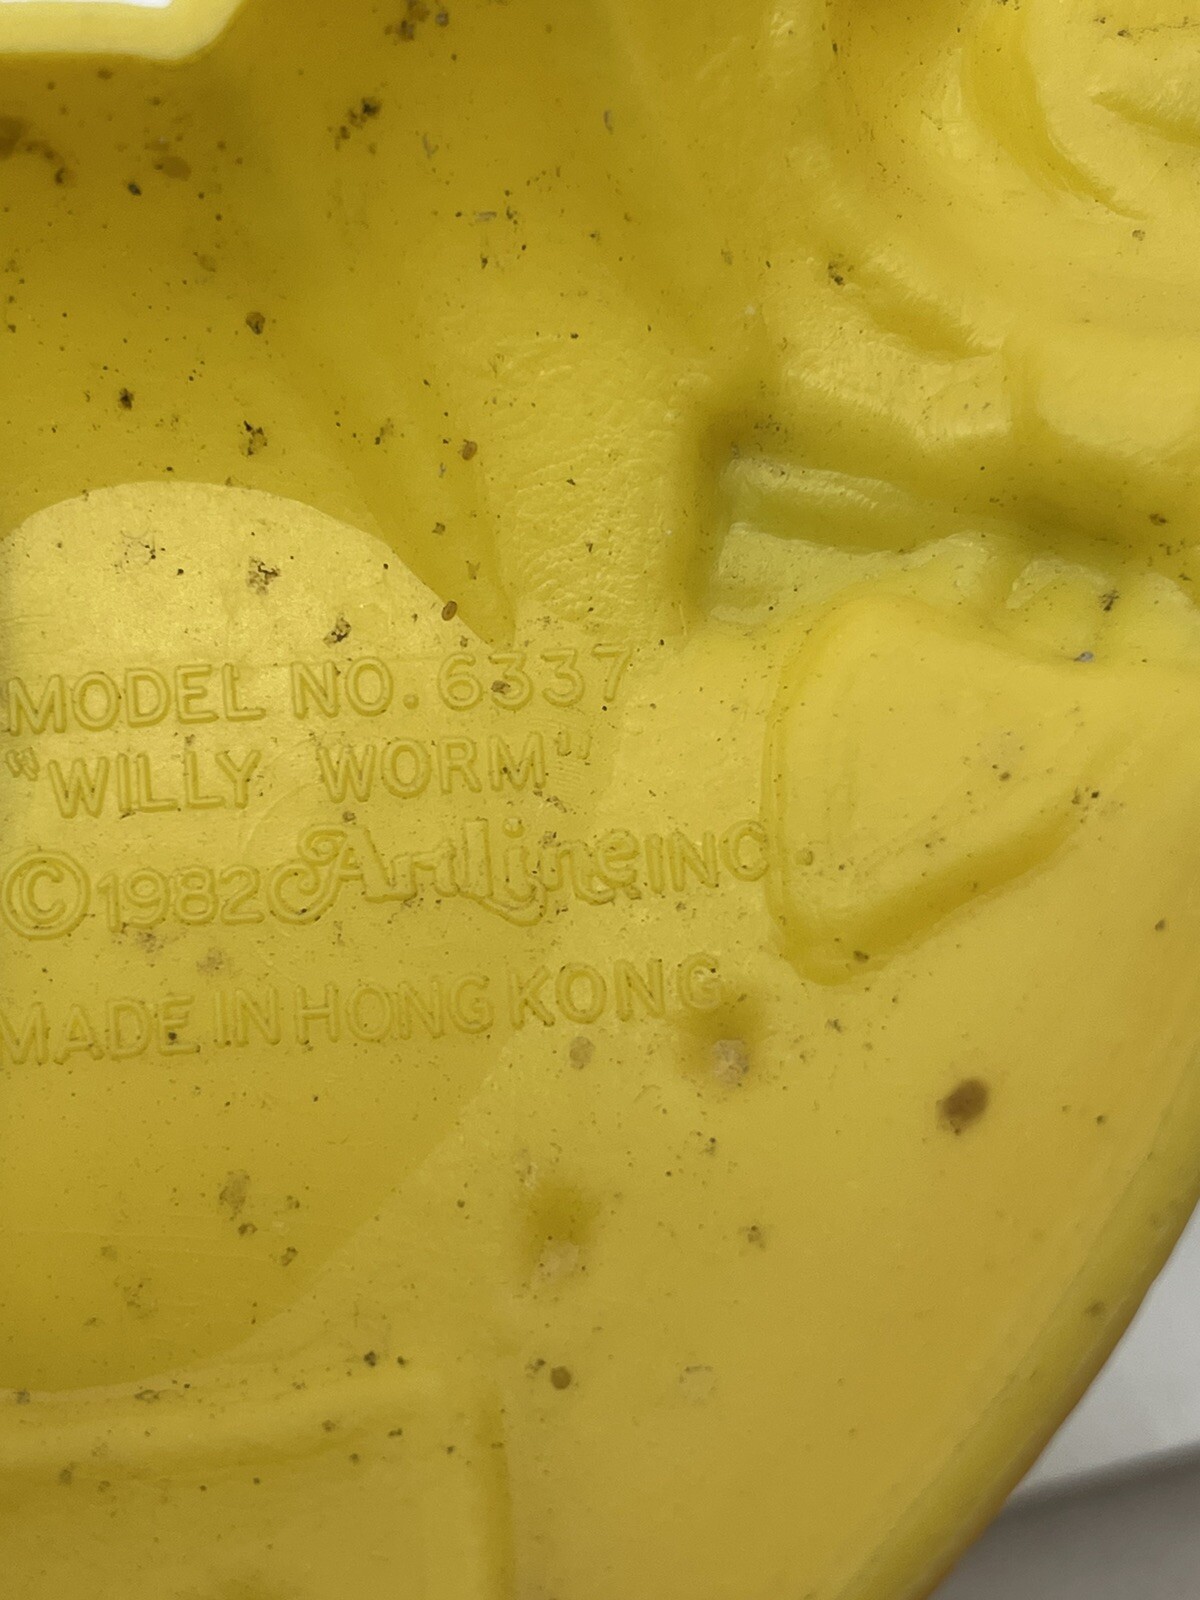 MODEL NO. 6337
"WILLY WORM"
©1982 ArtLine INC.
MADE IN HONG KONG